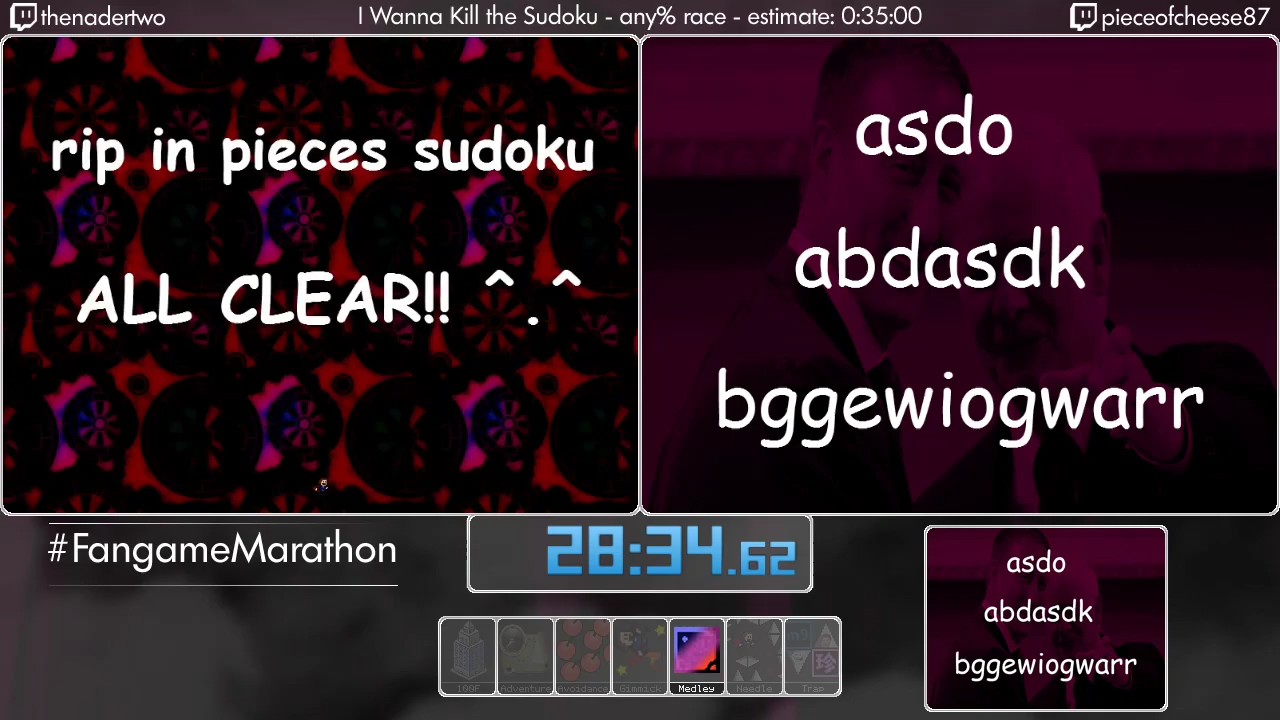 thenadertwo
I Wanna Kill the Sudoku - any% race - estimate: 0:35:00
pieceofcheese87
rip in pieces sudoku
ALL CLEAR!! ^.^
asdo
abdasdk
bggewiogwarr
#FangameMarathon
28:34.62
100F
Adventure
Avoidance
Gimmick
Medley
Needle
Trap
asdo
abdasdk
bggewiogwarr